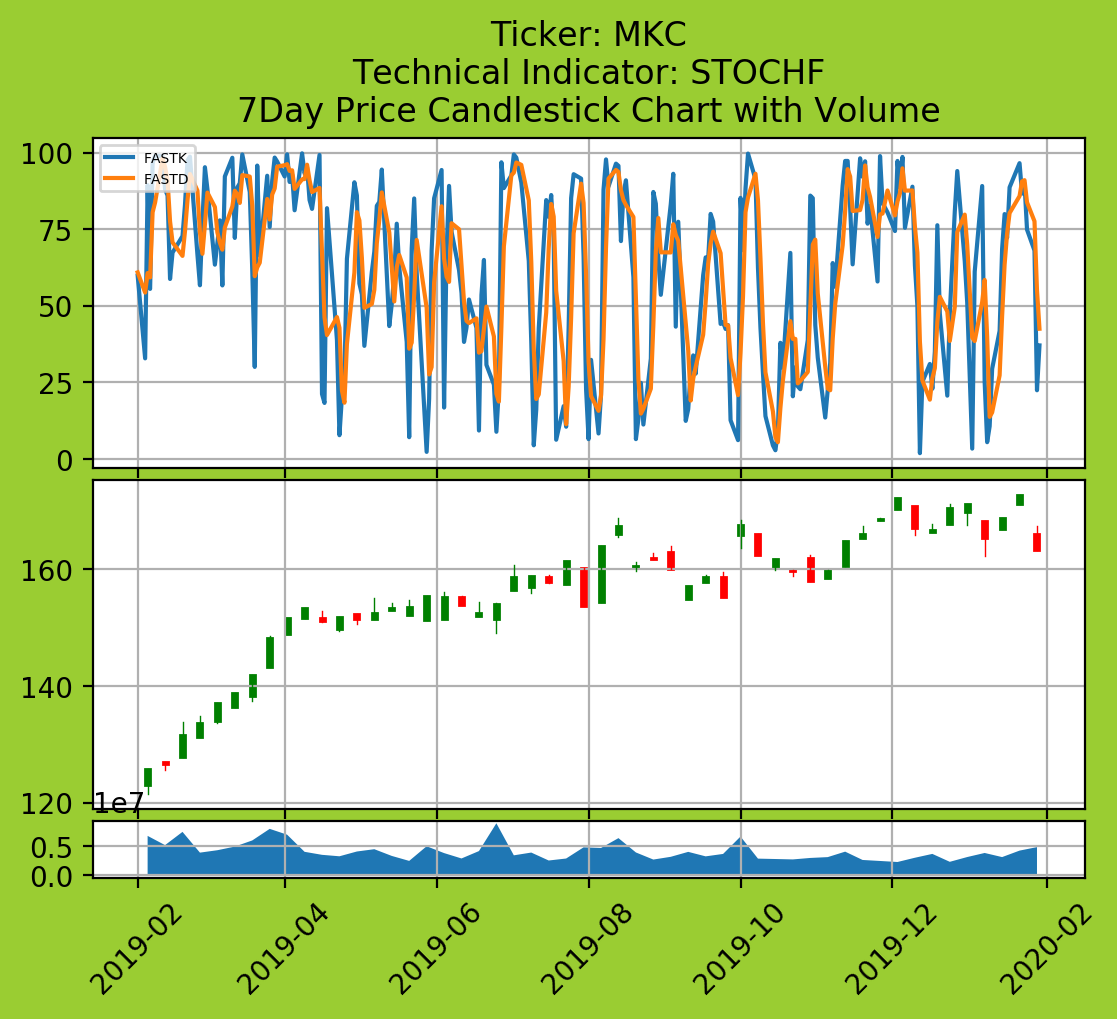 Ticker: MKC
Technical Indicator: STOCHF
7Day Price Candlestick Chart with Volume
100
75
50
25
0
FASTK
FASTD
160
140
120
1e7
0.5
0.0
2019-02
2019-04
2019-06
2019-08
2019-10
2019-12
2020-02